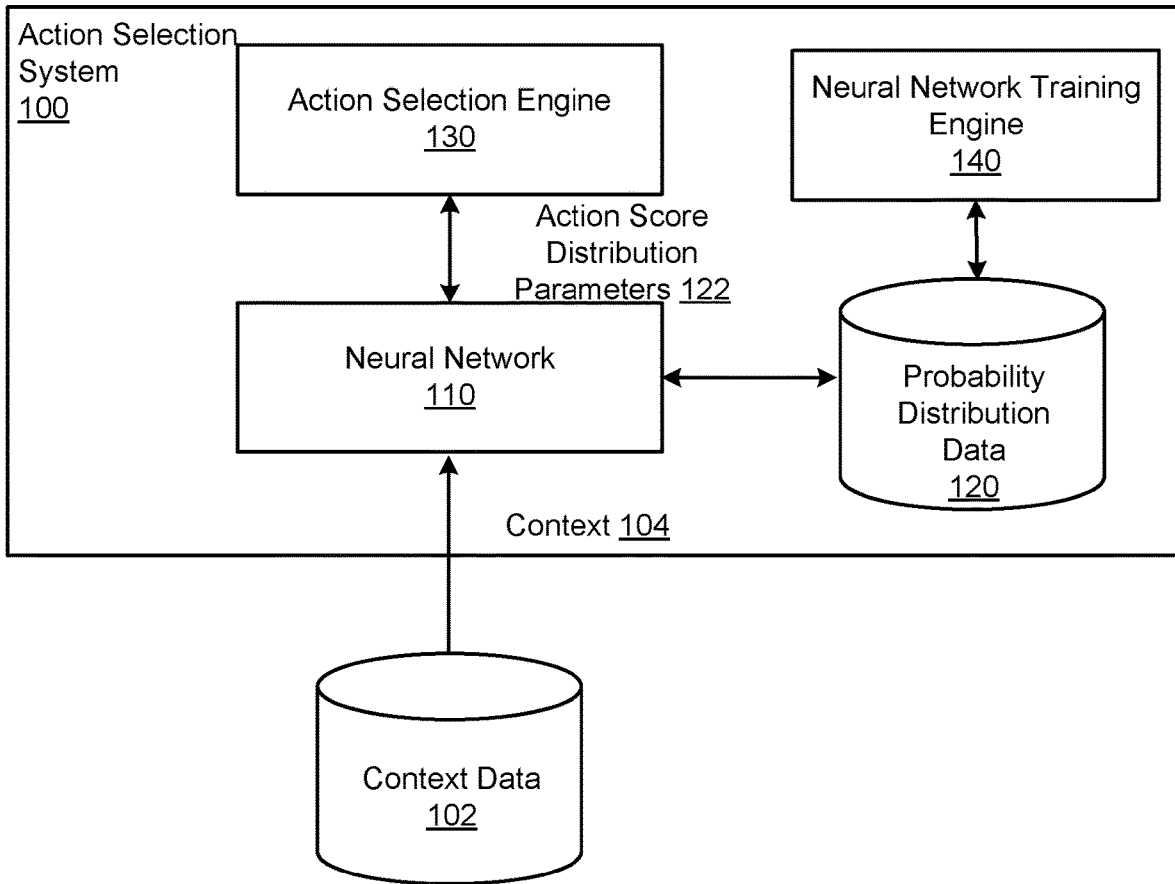 Action Selection
System
100
Action Selection Engine
130
Neural Network Training
Engine
140
Action Score
Distribution
Parameters 122
Neural Network
110
Probability
Distribution
Data
120
Context 104
Context Data
102